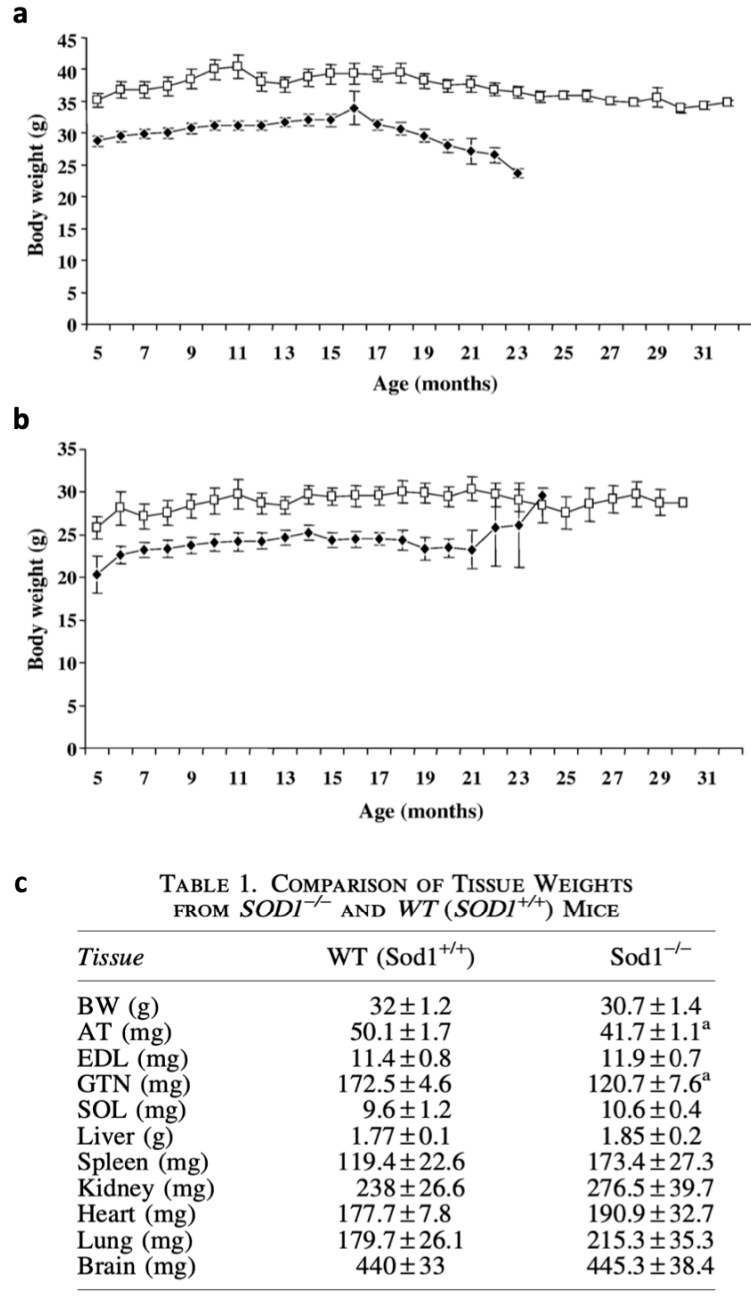 a
45
40
35
30
25
20
15
10
5
0
Body weight (g)
5 7 9 11 13 15 17 19 21 23 25 27 29 31
Age (months)
b
35
30
25
20
15
10
5
0
Body weight (g)
5 7 9 11 13 15 17 19 21 23 25 27 29 31
Age (months)
c
TABLE 1. COMPARISON OF TISSUE WEIGHTS
FROM SOD1⁻/⁻ AND WT (SOD1⁺/⁺) MICE
Tissue WT (Sod1⁺/⁺) Sod1⁻/⁻
BW (g) 32 ± 1.2 30.7 ± 1.4
AT (mg) 50.1 ± 1.7 41.7 ± 1.1ᵃ
EDL (mg) 11.4 ± 0.8 11.9 ± 0.7
GTN (mg) 172.5 ± 4.6 120.7 ± 7.6ᵃ
SOL (mg) 9.6 ± 1.2 10.6 ± 0.4
Liver (g) 1.77 ± 0.1 1.85 ± 0.2
Spleen (mg) 119.4 ± 22.6 173.4 ± 27.3
Kidney (mg) 238 ± 26.6 276.5 ± 39.7
Heart (mg) 177.7 ± 7.8 190.9 ± 32.7
Lung (mg) 179.7 ± 26.1 215.3 ± 35.3
Brain (mg) 440 ± 33 445.3 ± 38.4